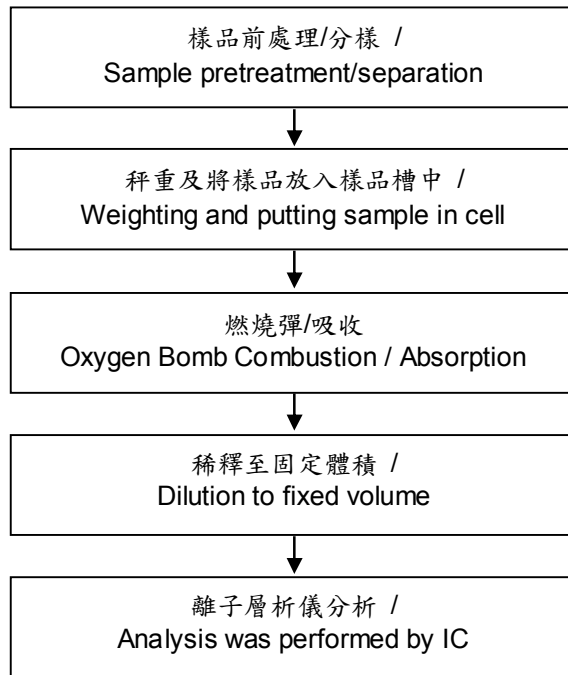 樣品前處理/分樣 /
Sample pretreatment/separation
秤重及將樣品放入樣品槽中 /
Weighting and putting sample in cell
燃燒彈/吸收
Oxygen Bomb Combustion / Absorption
稀釋至固定體積 /
Dilution to fixed volume
離子層析儀分析 /
Analysis was performed by IC